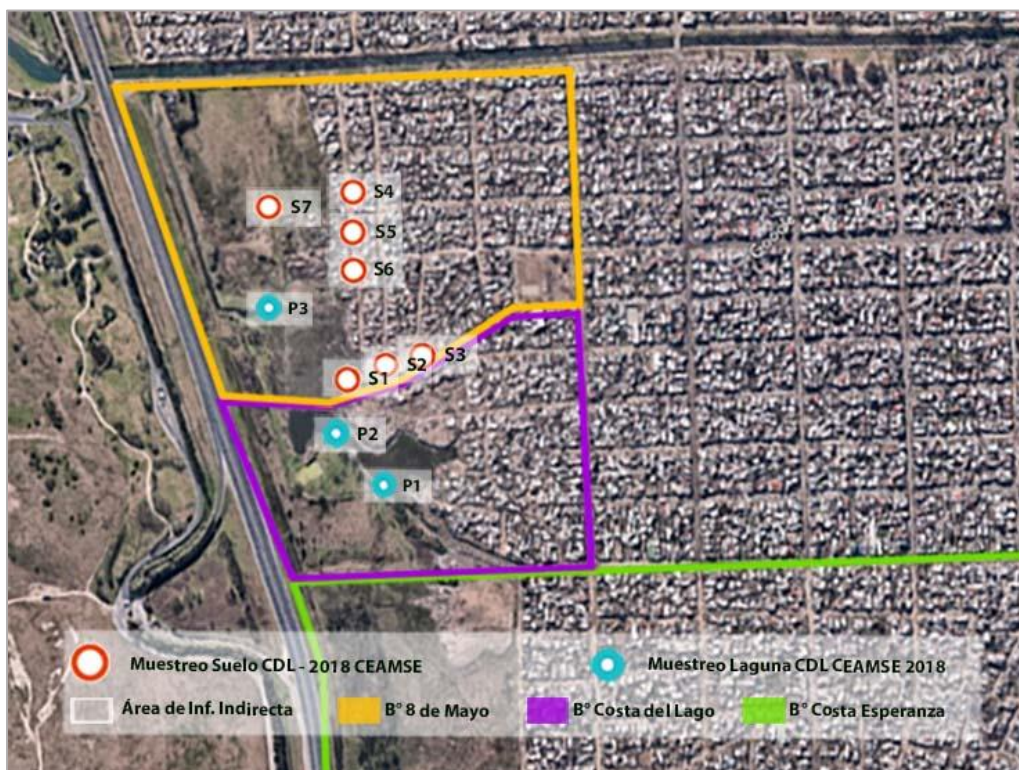 S4
S7
S5
S6
P3
S3
S2
S1
P2
P1
Muestreo Suelo CDL - 2018 CEAMSE
Muestreo Laguna CDL CEAMSE 2018
Área de Inf. Indirecta
B° 8 de Mayo
B° Costa del Lago
B° Costa Esperanza